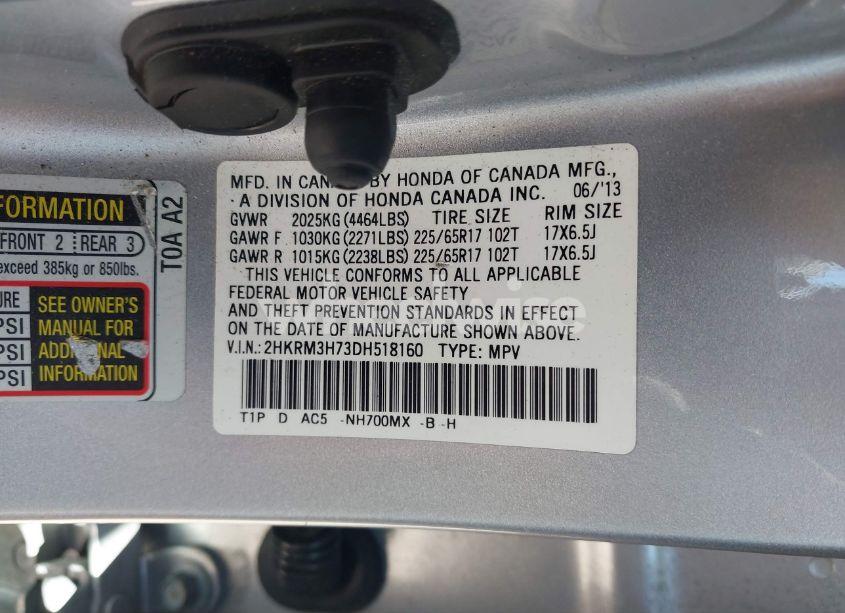 FORMATION
FRONT 2 REAR 3
exceed 385kg or 850lbs.
URE
PSI
PSI
PSI
SEE OWNER'S
MANUAL FOR
ADDITIONAL
INFORMATION
T0A A2
MFD. IN CANADA BY HONDA OF CANADA MFG.,
A DIVISION OF HONDA CANADA INC. 06/'13
GVWR 2025KG (4464LBS) TIRE SIZE RIM SIZE
GAWR F 1030KG (2271LBS) 225/65R17 102T 17X6.5J
GAWR R 1015KG (2238LBS) 225/65R17 102T 17X6.5J
THIS VEHICLE CONFORMS TO ALL APPLICABLE
FEDERAL MOTOR VEHICLE SAFETY
AND THEFT PREVENTION STANDARDS IN EFFECT
ON THE DATE OF MANUFACTURE SHOWN ABOVE.
V.I.N.: 2HKRM3H73DH518160 TYPE: MPV
T1P D AC5 -NH700MX -B -H